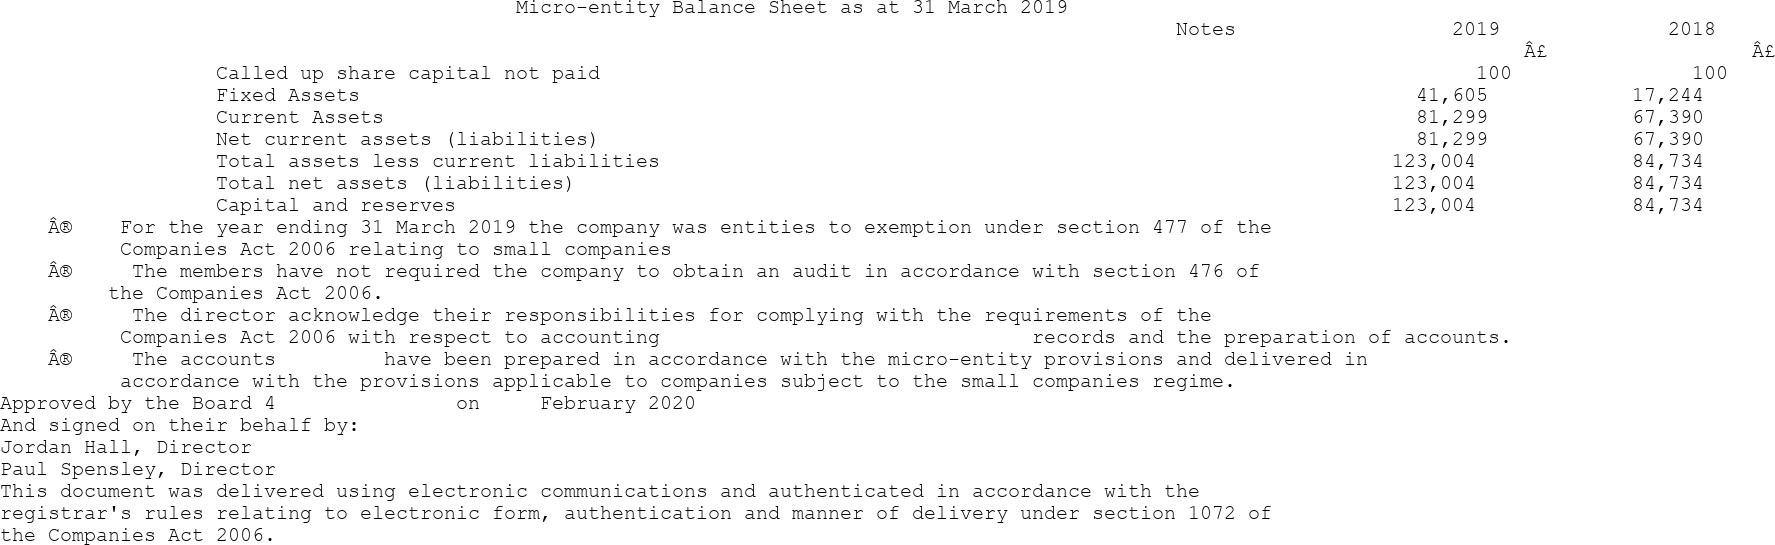 Micro-entity Balance Sheet as at 31 March 2019
Notes 2019 2018
Â£ Â£
Called up share capital not paid 100 100
Fixed Assets 41,605 17,244
Current Assets 81,299 67,390
Net current assets (liabilities) 81,299 67,390
Total assets less current liabilities 123,004 84,734
Total net assets (liabilities) 123,004 84,734
Capital and reserves 123,004 84,734
Â® For the year ending 31 March 2019 the company was entities to exemption under section 477 of the
Companies Act 2006 relating to small companies
Â® The members have not required the company to obtain an audit in accordance with section 476 of
the Companies Act 2006.
Â® The director acknowledge their responsibilities for complying with the requirements of the
Companies Act 2006 with respect to accounting records and the preparation of accounts.
Â® The accounts have been prepared in accordance with the micro-entity provisions and delivered in
accordance with the provisions applicable to companies subject to the small companies regime.
Approved by the Board 4 on February 2020
And signed on their behalf by:
Jordan Hall, Director
Paul Spensley, Director
This document was delivered using electronic communications and authenticated in accordance with the
registrar's rules relating to electronic form, authentication and manner of delivery under section 1072 of
the Companies Act 2006.